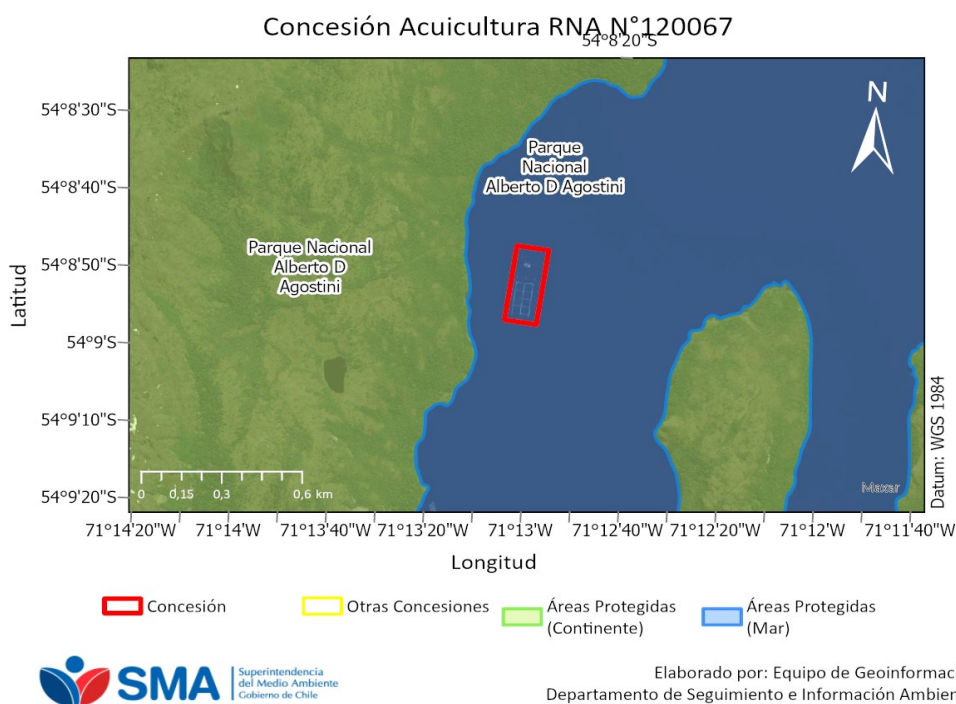 Concesión Acuicultura RNA N°120067
54°8'20"S
54°8'30"S
54°8'40"S
54°8'50"S
54°9'S
54°9'10"S
54°9'20"S
Latitud
N
Parque
Nacional
Alberto D Agostini
Parque Nacional
Alberto D
Agostini
0 0,15 0,3 0,6 km
Maxar
Datum: WGS 1984
71°14'20"W 71°14'W 71°13'40"W 71°13'20"W 71°13'W 71°12'40"W 71°12'20"W 71°12'W 71°11'40"W
Longitud
Concesión
Otras Concesiones
Áreas Protegidas
(Continente)
Áreas Protegidas
(Mar)
SMA
Superintendencia
del Medio Ambiente
Gobierno de Chile
Elaborado por: Equipo de Geoinformac
Departamento de Seguimiento e Información Ambien